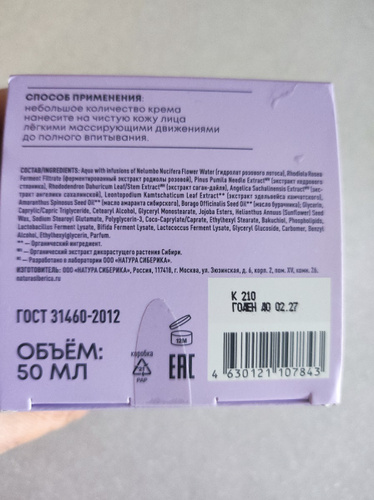 СПОСОБ ПРИМЕНЕНИЯ:
небольшое количество крема
нанесите на чистую кожу лица
лёгкими массирующими движениями
до полного впитывания.
СОСТАВ/INGREDIENTS: Aqua with Infusions of Nelumbo Nucifera Flower Water (гидролат розового лотоса), Rhodiola Rosea
Ferment Filtrate (ферментированный экстракт родиолы розовой), Pinus Pumila Needle Extract (экстракт кедрового
стланика), Rhododendron Dahuricum Leaf/Stem Extract (экстракт саган-дайля), Angelica Sachalinensis Extract (экс-
тракт ангелики сахалинской), Leontopodium Kamtschaticum Leaf Extract (экстракт эдельвейса камчатского),
Amaranthus Spinosus Seed Oil (масло амаранта сибирского), Borago Officinalis Seed Oil (масло бурачника), Glycerin,
Caprylic/Capric Triglyceride, Cetearyl Alcohol, Glyceryl Monostearate, Jojoba Esters, Helianthus Annuus (Sunflower) Seed
Wax, Sodium Stearoyl Glutamate, Polyglycerin-3, Coco-Caprylate/Caprate, Ethylhexyl Stearate, Bakuchiol, Phospholipids,
Lactobacillus Ferment Lysate, Bifida Ferment Lysate, Lactococcus Ferment Lysate, Glyceryl Glucoside, Carbomer, Benzyl
Alcohol, Ethylhexylglycerin, Parfum.
— Органический ингредиент.
— Органический экстракт дикорастущего растения Сибири.
— Разработано в лаборатории ООО «НАТУРА СИБЕРИКА».
ИЗГОТОВИТЕЛЬ: ООО «НАТУРА СИБЕРИКА», Россия, 117418, г. Москва, ул. Зюзинская, д. 6, корп. 2, пом. XV, комн. 26.
naturasiberica.ru
ГОСТ 31460-2012
ОБЪЁМ:
50 МЛ
коробка
PAP
12 M
EAC
К 210
ГОДЕН ДО 02.27
4 630121 107843